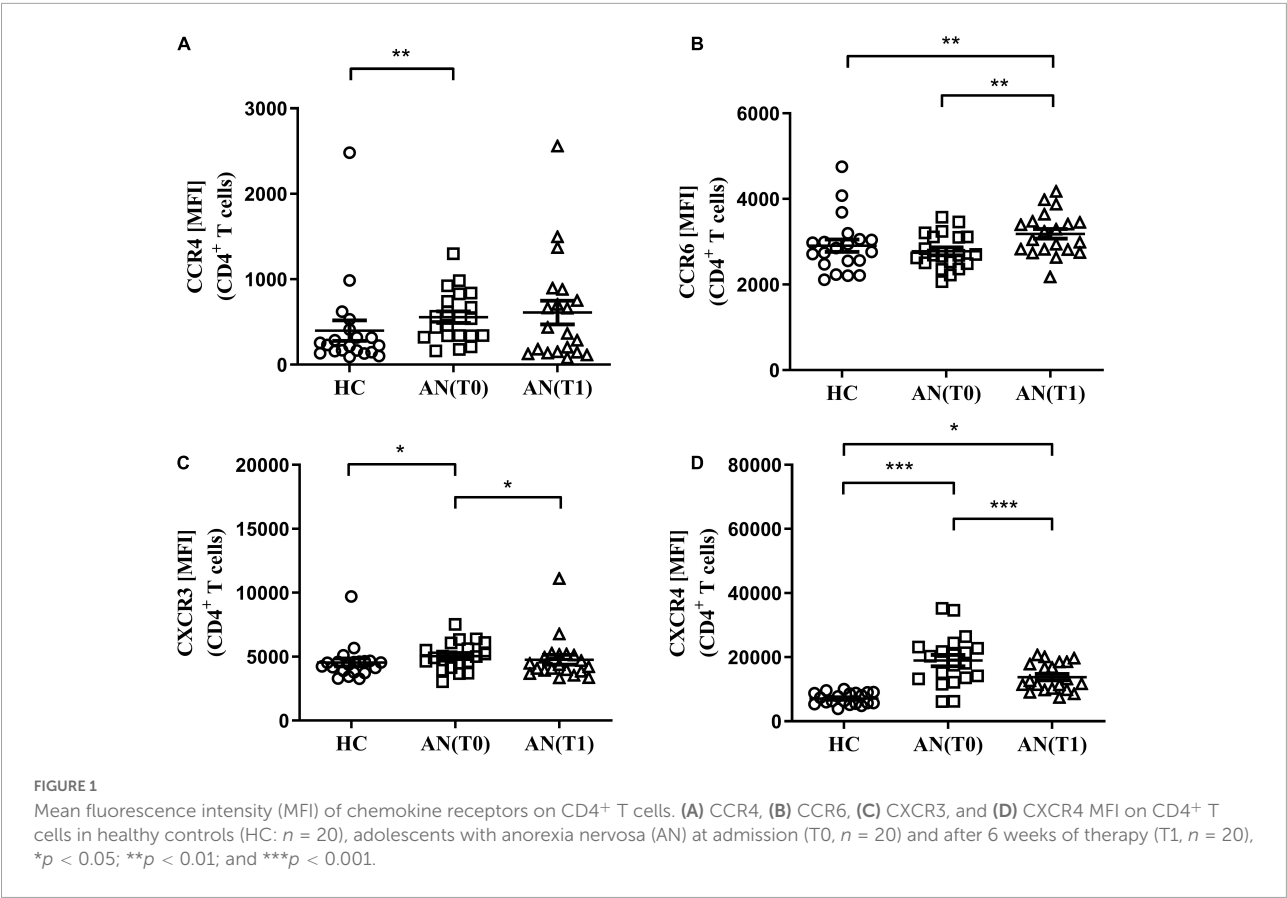 A
**
3000
2000
1000
0
CCR4 [MFI]
(CD4⁺ T cells)
HC
AN(T0)
AN(T1)
B
**
**
6000
4000
2000
0
CCR6 [MFI]
(CD4⁺ T cells)
HC
AN(T0)
AN(T1)
C
*
*
20000
15000
10000
5000
0
CXCR3 [MFI]
(CD4⁺ T cells)
HC
AN(T0)
AN(T1)
D
*
***
***
80000
60000
40000
20000
0
CXCR4 [MFI]
(CD4⁺ T cells)
HC
AN(T0)
AN(T1)
FIGURE 1
Mean fluorescence intensity (MFI) of chemokine receptors on CD4+ T cells. (A) CCR4, (B) CCR6, (C) CXCR3, and (D) CXCR4 MFI on CD4+ T
cells in healthy controls (HC: n = 20), adolescents with anorexia nervosa (AN) at admission (T0, n = 20) and after 6 weeks of therapy (T1, n = 20),
*p < 0.05; **p < 0.01; and ***p < 0.001.